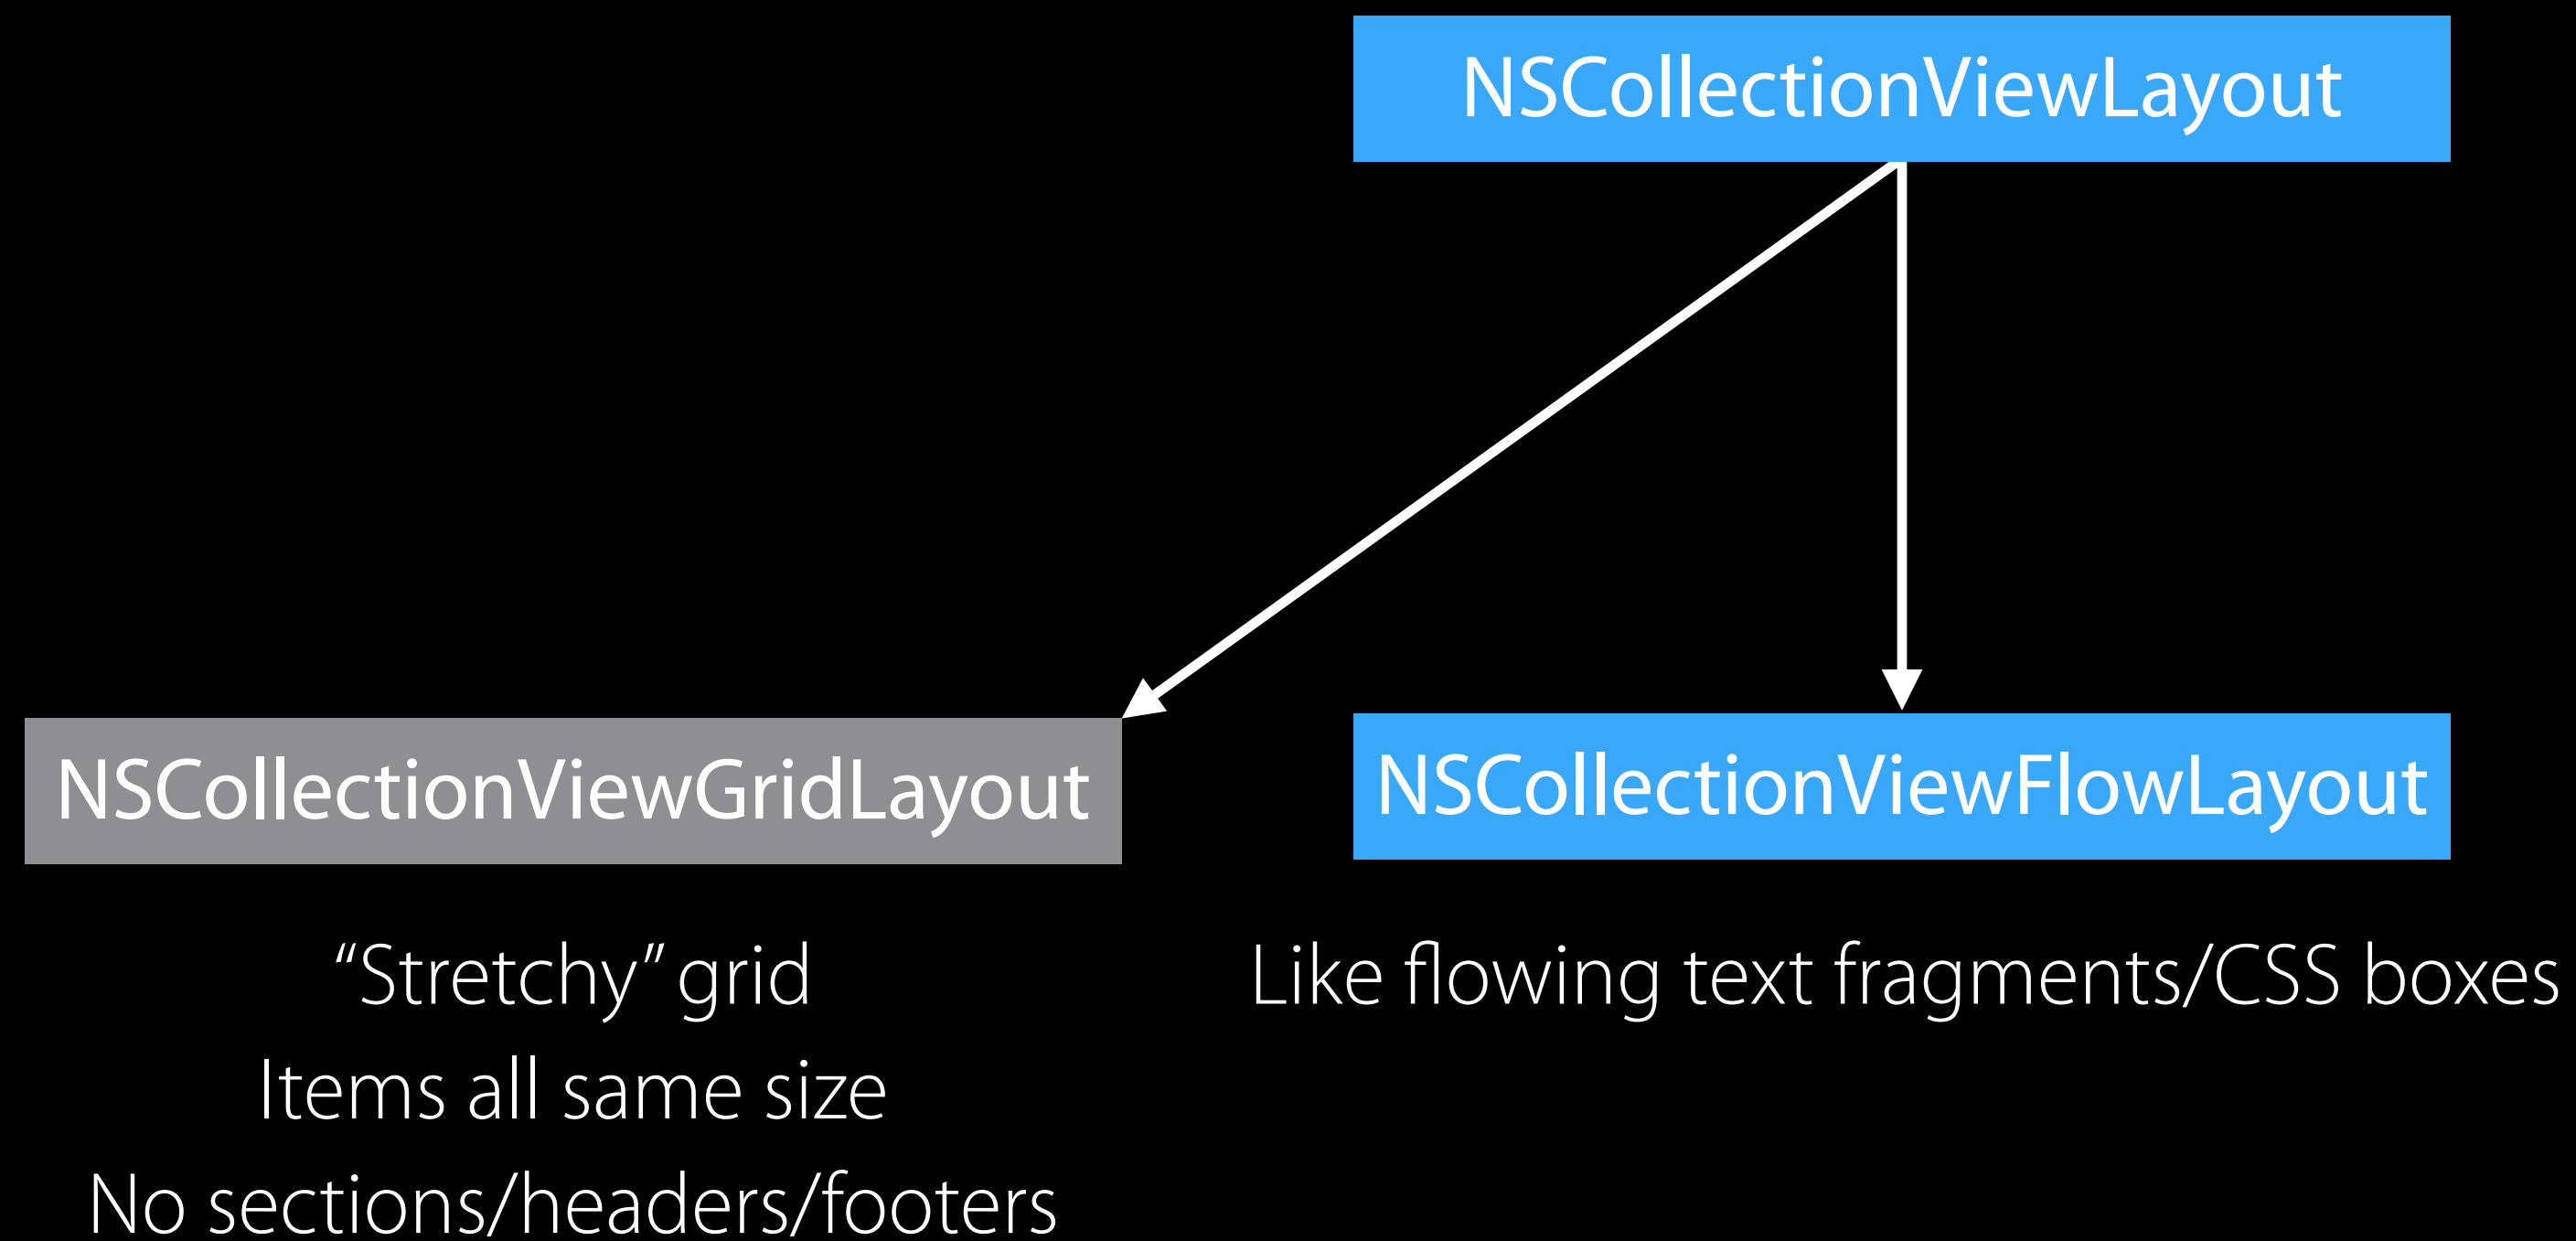 NSCollectionViewLayout
NSCollectionViewGridLayout
NSCollectionViewFlowLayout
“Stretchy” grid
Items all same size
No sections/headers/footers
Like flowing text fragments/CSS boxes